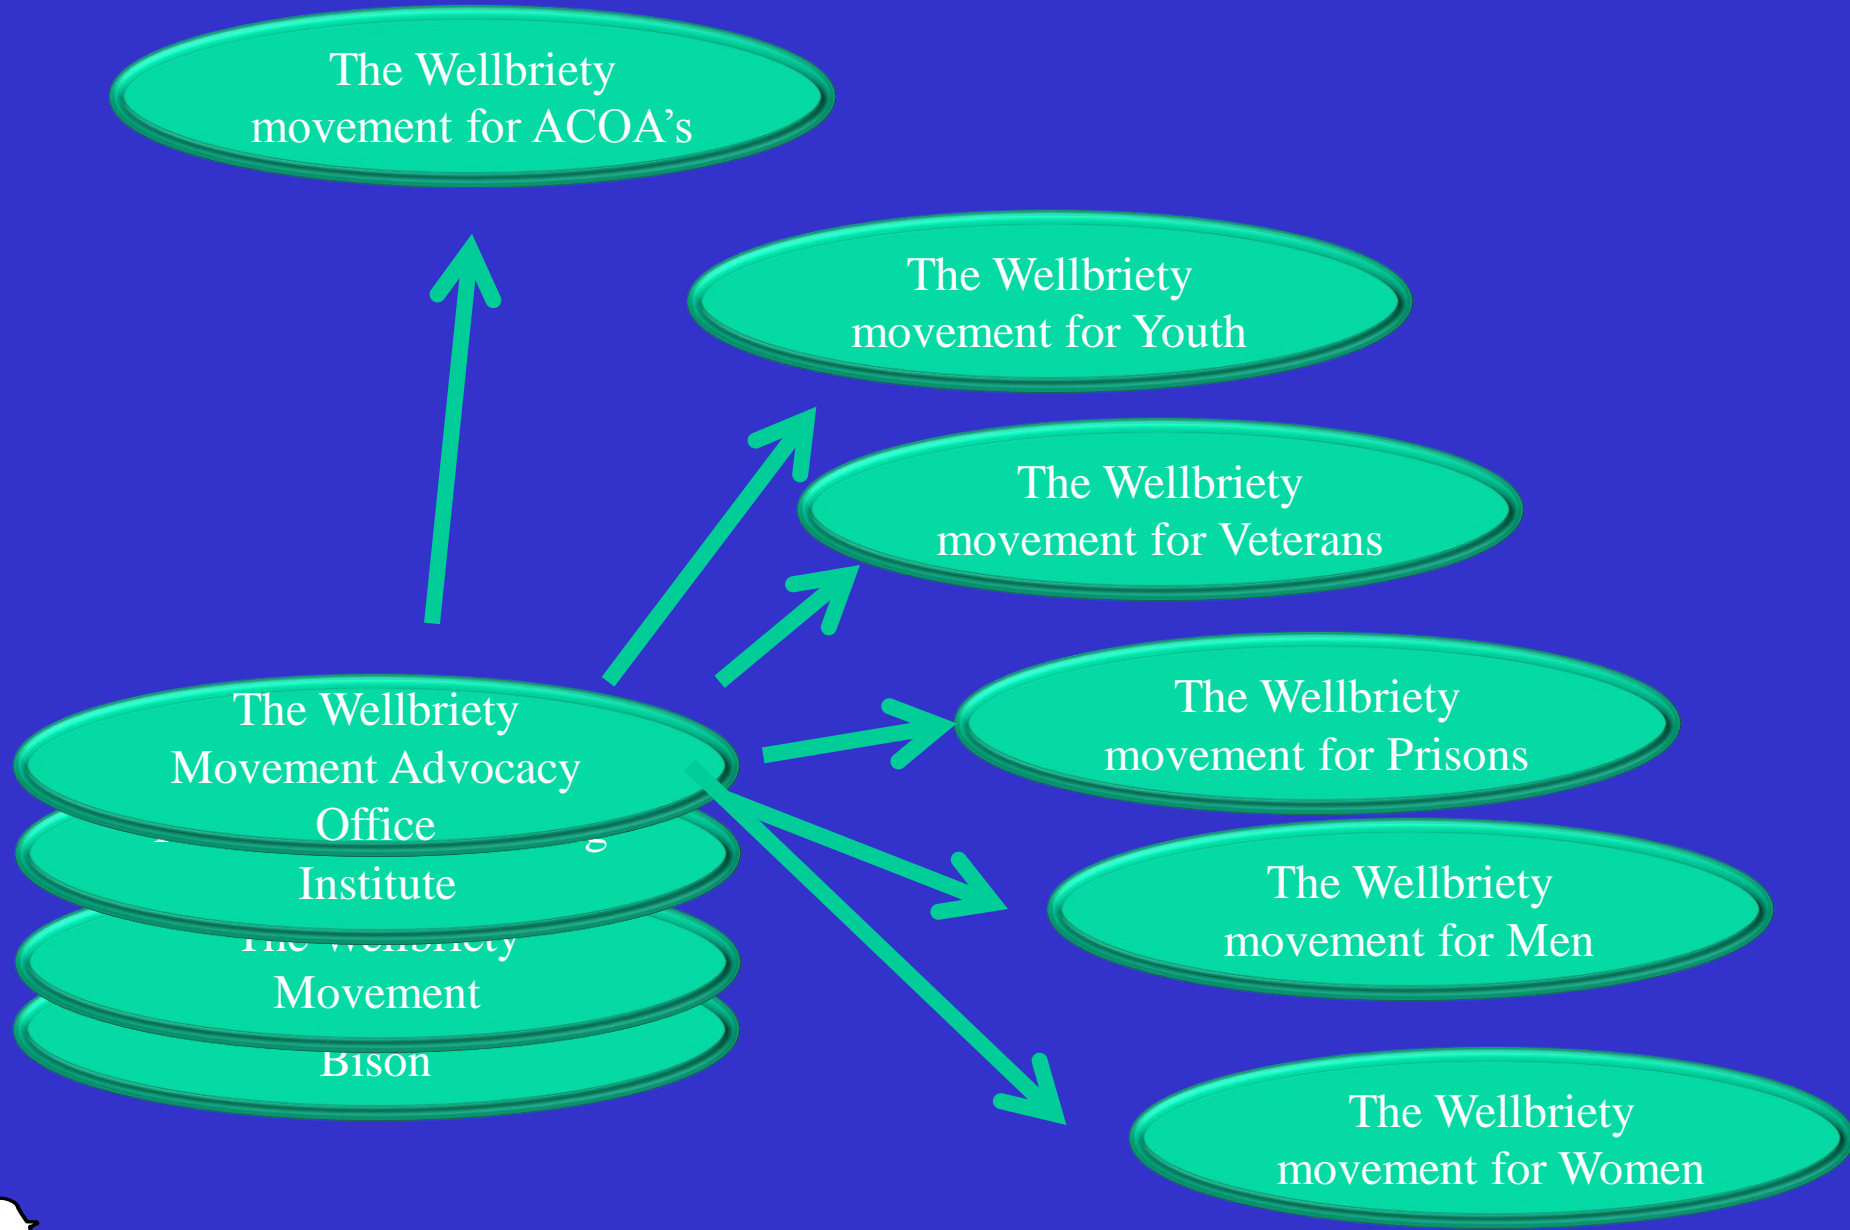 The Wellbriety
movement for ACOA’s
The Wellbriety
movement for Youth
The Wellbriety
movement for Veterans
The Wellbriety
movement for Prisons
The Wellbriety
movement for Men
The Wellbriety
movement for Women
The Wellbriety
Movement Advocacy
Office
Institute
The Wellbriety
Movement
Bison